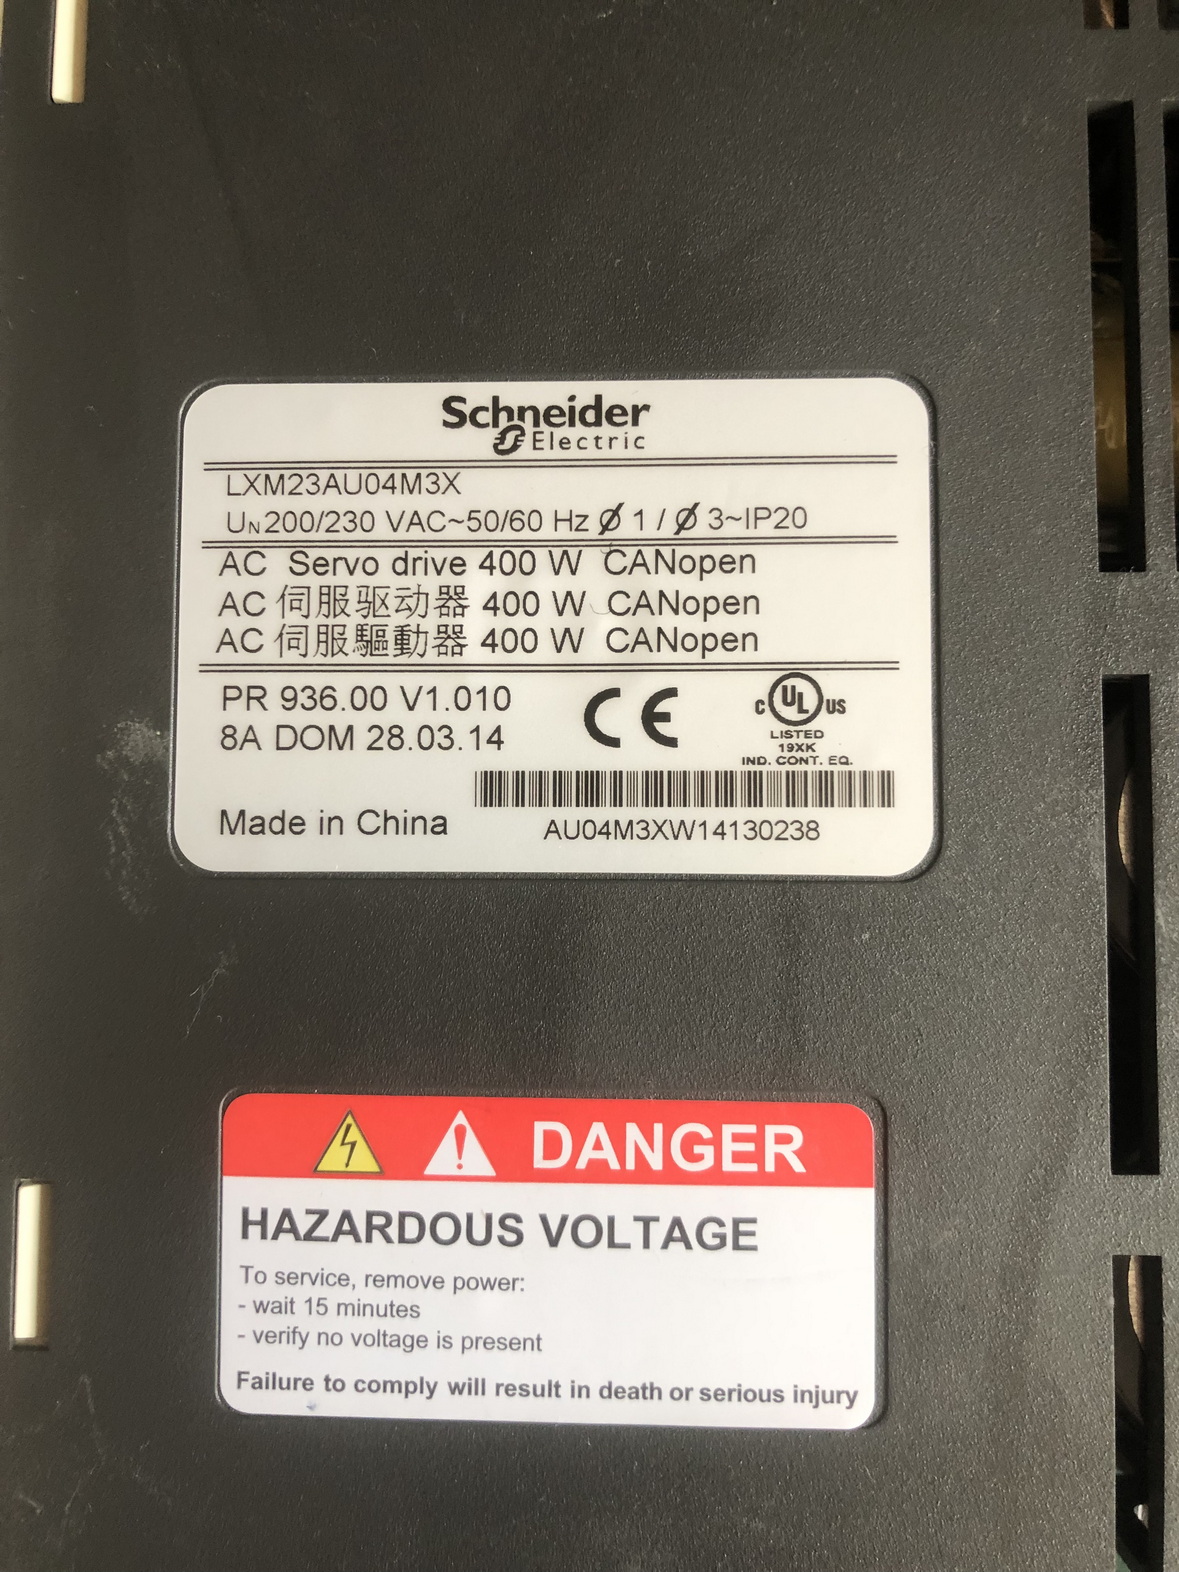 Schneider
Electric
LXM23AU04M3X
UN 200/230 VAC~50/60 Hz Ø 1 / Ø 3~IP20
AC Servo drive 400 W CANopen
AC 伺服驱动器 400 W CANopen
AC 伺服驅動器 400 W CANopen
PR 936.00 V1.010
8A DOM 28.03.14
CE
C UL US
LISTED
19XK
IND. CONT. EQ.
Made in China
AU04M3XW14130238
DANGER
HAZARDOUS VOLTAGE
To service, remove power:
- wait 15 minutes
- verify no voltage is present
Failure to comply will result in death or serious injury